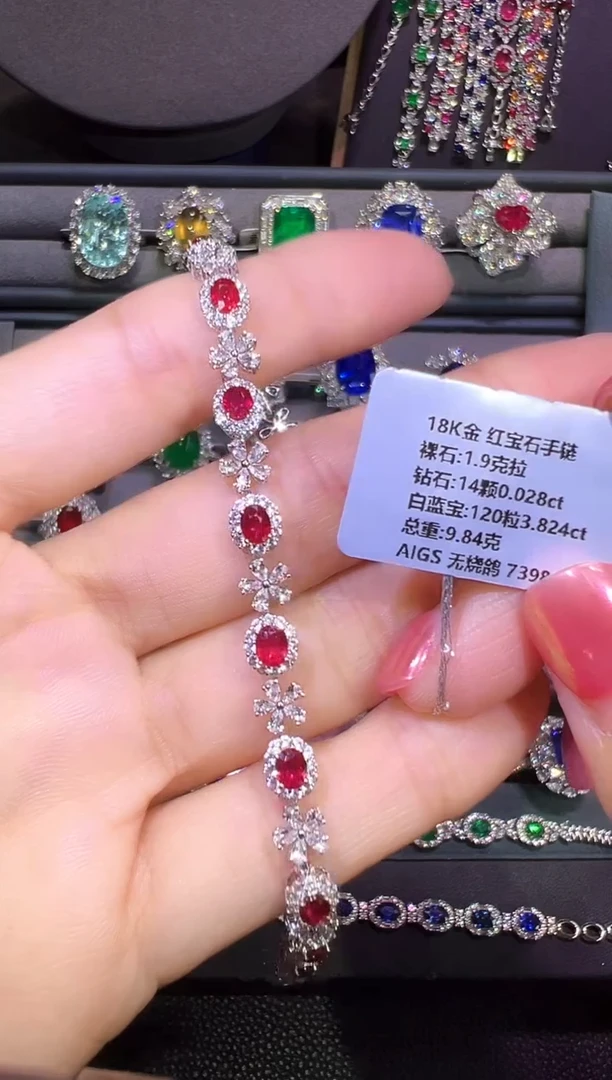 18K金 红宝石手链
裸石:1.9克拉
钻石:14颗0.028ct
白蓝宝:120粒3.824ct
总重:9.84克
AIGS 无烧鸽 7398